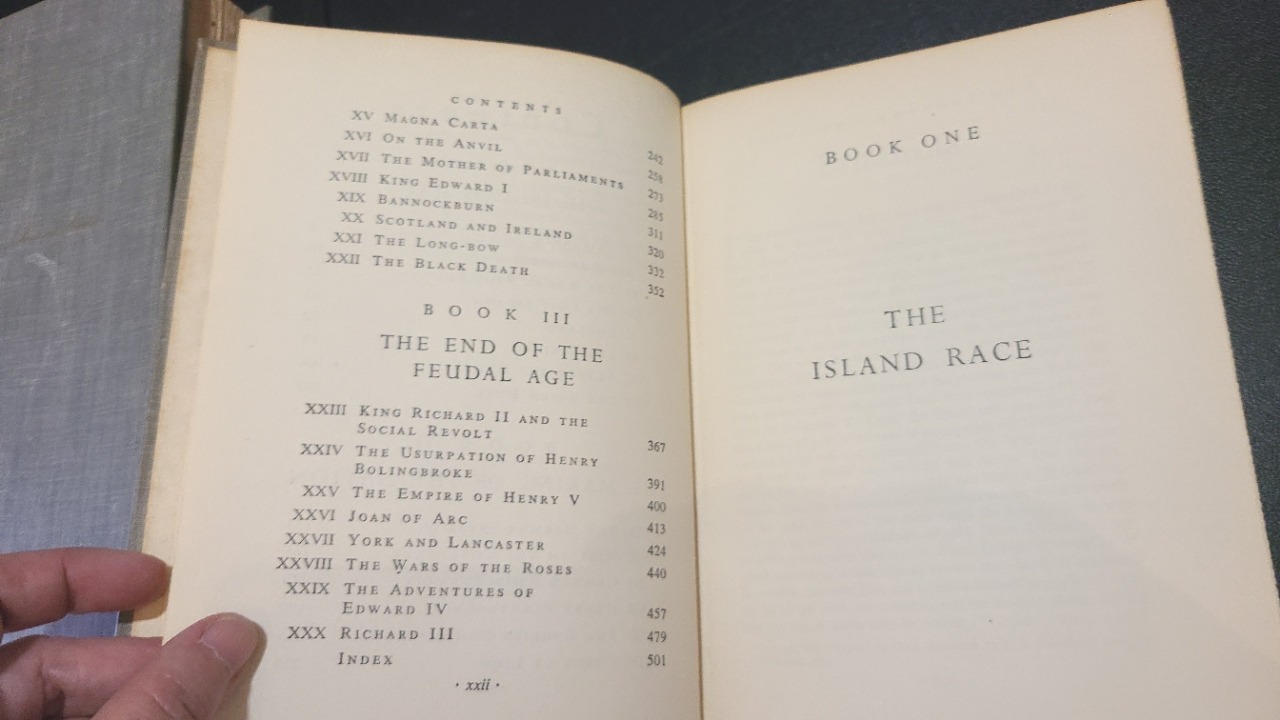 CONTENTS
XV MAGNA CARTA 242
XVI ON THE ANVIL 258
XVII THE MOTHER OF PARLIAMENTS 273
XVIII KING EDWARD I 285
XIX BANNOCKBURN 311
XX SCOTLAND AND IRELAND 320
XXI THE LONG-BOW 332
XXII THE BLACK DEATH 352
BOOK III
THE END OF THE
FEUDAL AGE
XXIII KING RICHARD II AND THE
SOCIAL REVOLT 367
XXIV THE USURPATION OF HENRY
BOLINGBROKE 391
XXV THE EMPIRE OF HENRY V 400
XXVI JOAN OF ARC 413
XXVII YORK AND LANCASTER 424
XXVIII THE WARS OF THE ROSES 440
XXIX THE ADVENTURES OF
EDWARD IV 457
XXX RICHARD III 479
INDEX 501
· xxii ·
BOOK ONE
THE
ISLAND RACE